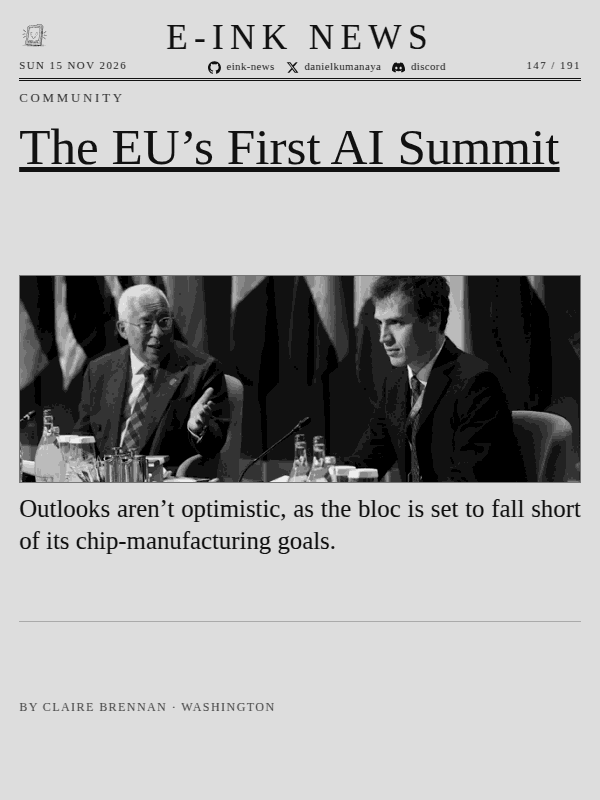 E-INK NEWS
SUN 15 NOV 2026
eink-news
danielkumanaya
discord
147 / 191
COMMUNITY
The EU’s First AI Summit
Outlooks aren’t optimistic, as the bloc is set to fall short
of its chip-manufacturing goals.
BY CLAIRE BRENNAN · WASHINGTON